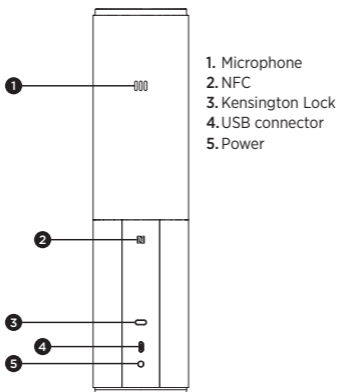 1. Microphone
2. NFC
3. Kensington Lock
4. USB connector
5. Power
1
2
3
4
5